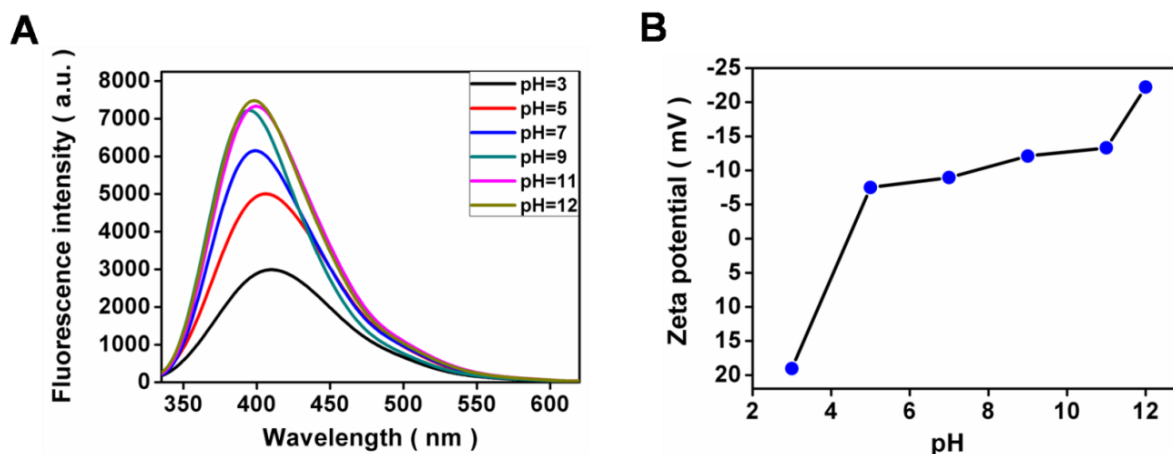 A
Fluorescence intensity ( a.u. )
8000
7000
6000
5000
4000
3000
2000
1000
0
350
400
450
500
550
600
Wavelength ( nm )
pH=3
pH=5
pH=7
pH=9
pH=11
pH=12
B
Zeta potential ( mV )
-25
-20
-15
-10
-5
0
5
10
15
20
2
4
6
8
10
12
pH